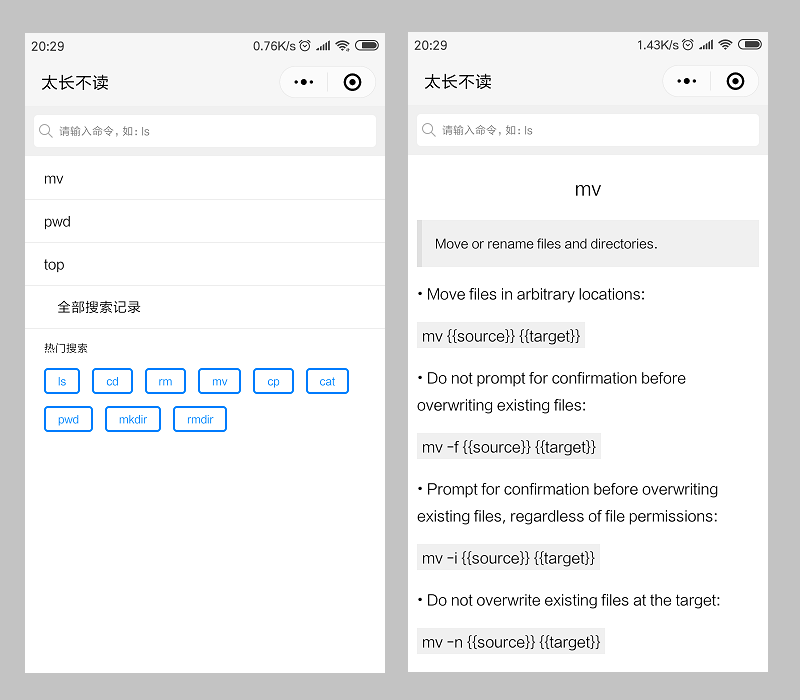 20:29
0.76K/s
太长不读
请输入命令，如：ls
mv
pwd
top
全部搜索记录
热门搜索
ls cd rm mv cp cat
pwd mkdir rmdir
20:29
1.43K/s
太长不读
请输入命令，如：ls
mv
Move or rename files and directories.
• Move files in arbitrary locations:
mv {{source}} {{target}}
• Do not prompt for confirmation before
overwriting existing files:
mv -f {{source}} {{target}}
• Prompt for confirmation before overwriting
existing files, regardless of file permissions:
mv -i {{source}} {{target}}
• Do not overwrite existing files at the target:
mv -n {{source}} {{target}}